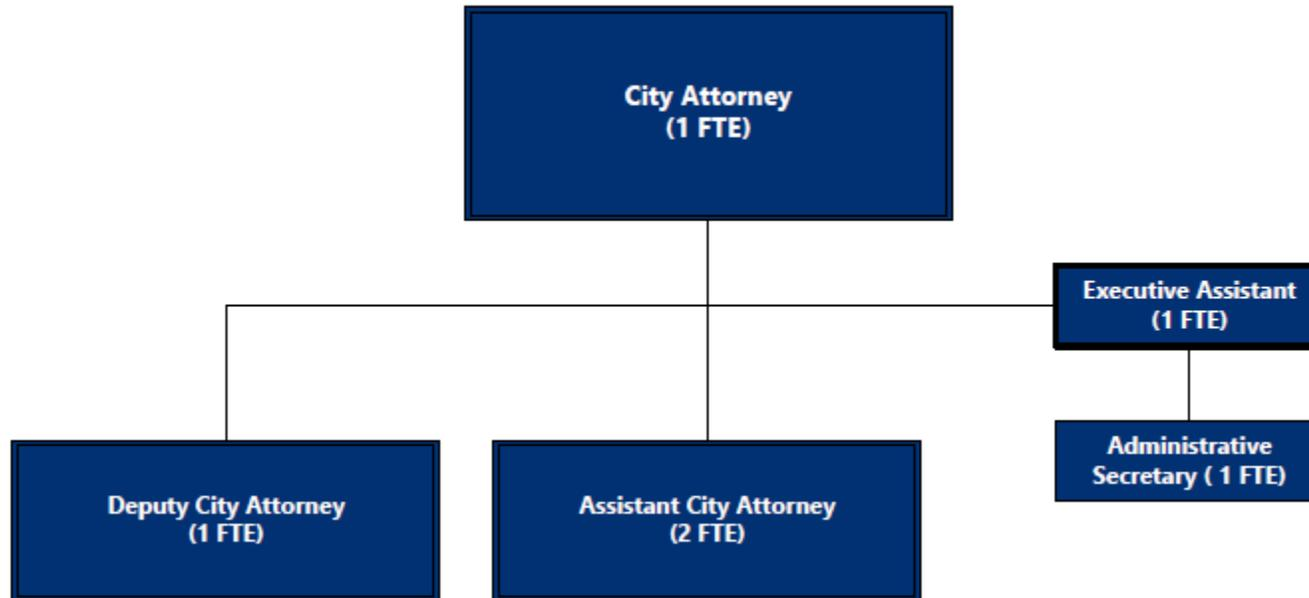 City Attorney
(1 FTE)
Executive Assistant
(1 FTE)
Administrative
Secretary ( 1 FTE)
Deputy City Attorney
(1 FTE)
Assistant City Attorney
(2 FTE)